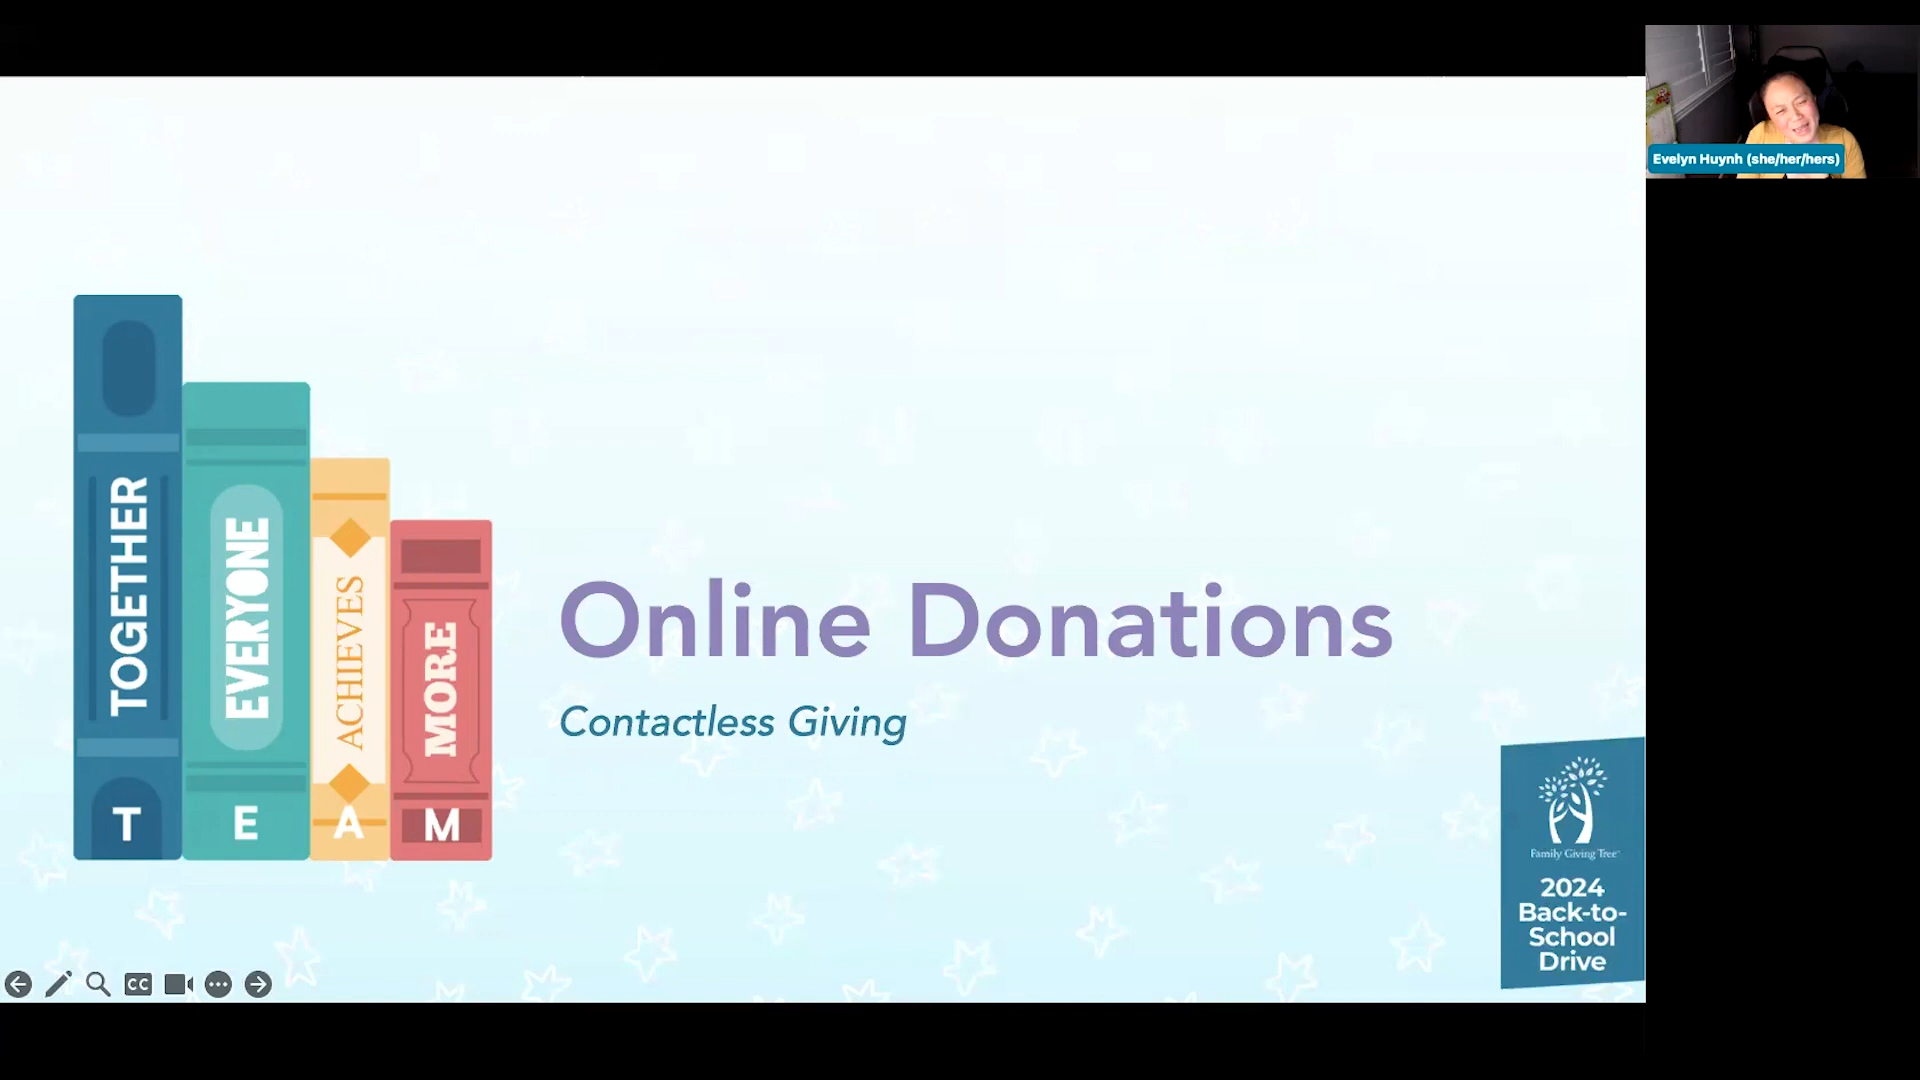 Evelyn Huynh (she/her/hers)
TOGETHER
EVERYONE
ACHIEVES
MORE
T
E
A
M
Online Donations
Contactless Giving
Family Giving Tree
2024
Back-to-
School
Drive
CC